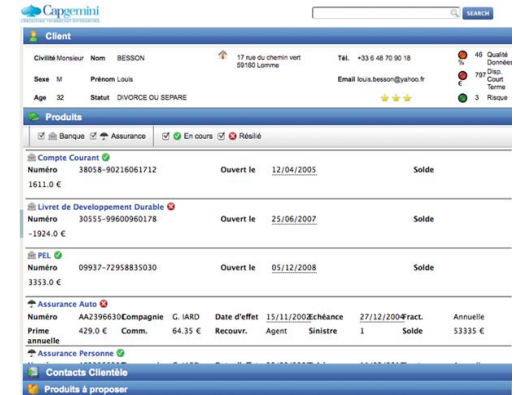 Capgemini
SEARCH
Client
Civilité Monsieur Nom BESSON 17 rue du chemin vert Tél. +33 6 48 70 90 18 46 Qualité
59160 Lomme % Données
Sexe M Prénom Louis Email louis.besson@yahoo.fr 797 Disp.
€ Court
Terme
Age 32 Statut DIVORCE OU SEPARE 3 Risque
Produits
Banque Assurance En cours Résilié
Compte Courant
Numéro 38058-90216061712 Ouvert le 12/04/2005 Solde
1611.0 €
Livret de Developpement Durable
Numéro 30555-99600960178 Ouvert le 25/06/2007 Solde
-1924.0 €
PEL
Numéro 09937-72958835030 Ouvert le 05/12/2008 Solde
3353.0 €
Assurance Auto
Numéro AA2396630 Compagnie G. IARD Date d'effet 15/11/2002 Echéance 27/12/2004 Fract. Annuelle
Prime 429.0 € Comm. 64.35 € Recouvr. Agent Sinistre 1 Solde 53335 €
annuelle
Assurance Personne
Contacts Clientèle
Produits à proposer